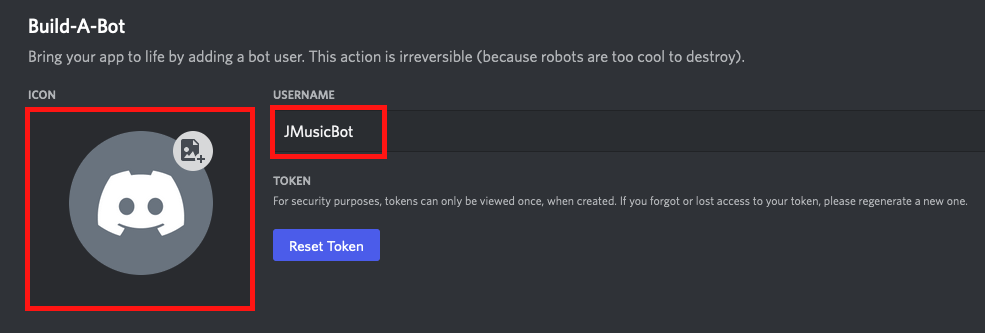 Build-A-Bot
Bring your app to life by adding a bot user. This action is irreversible (because robots are too cool to destroy).
ICON
USERNAME
JMusicBot
TOKEN
For security purposes, tokens can only be viewed once, when created. If you forgot or lost access to your token, please regenerate a new one.
Reset Token